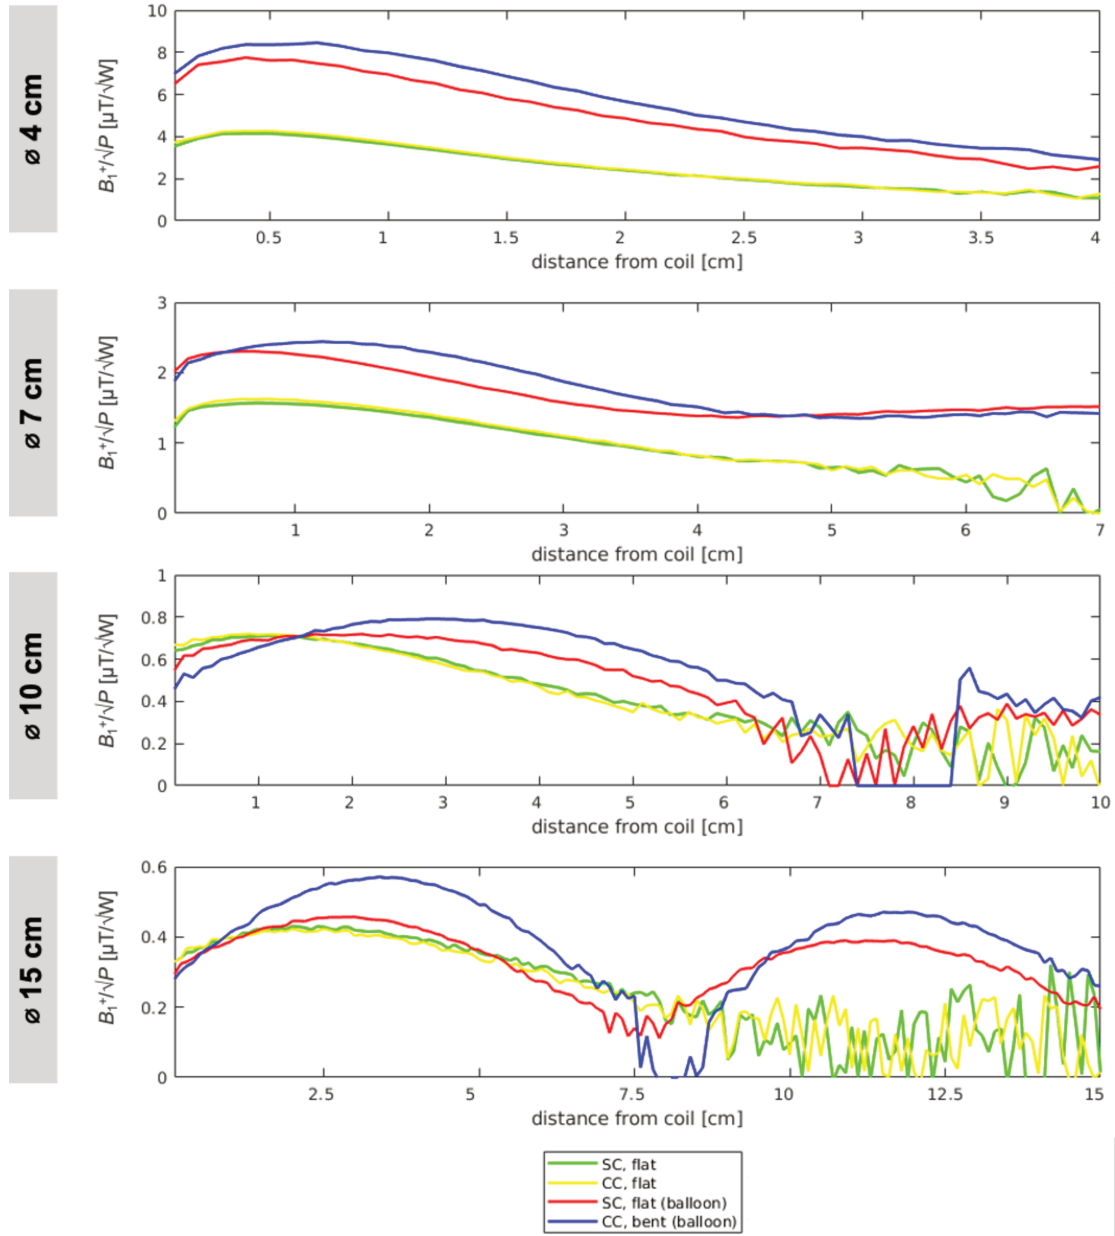 ø 4 cm
B₁⁺/√P [µT/√W]
10
8
6
4
2
0
0.5 1 1.5 2 2.5 3 3.5 4
distance from coil [cm]
ø 7 cm
B₁⁺/√P [µT/√W]
3
2
1
0
1 2 3 4 5 6 7
distance from coil [cm]
ø 10 cm
B₁⁺/√P [µT/√W]
1
0.8
0.6
0.4
0.2
0
1 2 3 4 5 6 7 8 9 10
distance from coil [cm]
ø 15 cm
B₁⁺/√P [µT/√W]
0.6
0.4
0.2
0
2.5 5 7.5 10 12.5 15
distance from coil [cm]
SC, flat
CC, flat
SC, flat (balloon)
CC, bent (balloon)